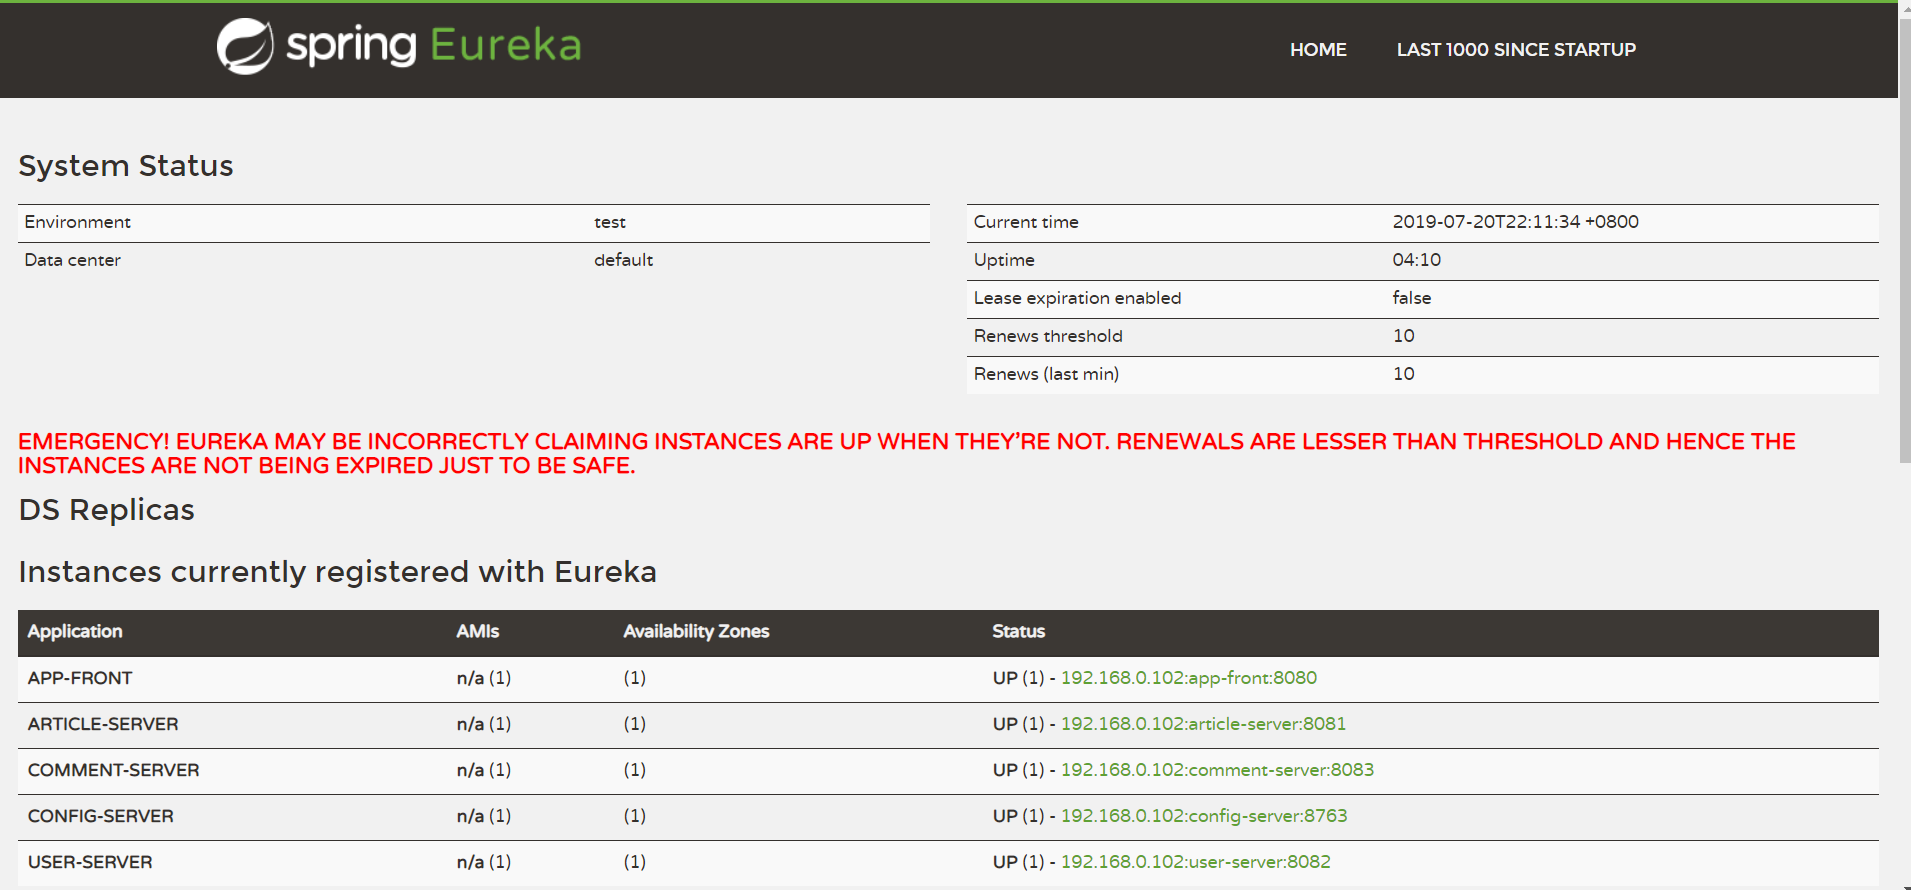 spring Eureka
HOME LAST 1000 SINCE STARTUP
System Status
Environment test
Data center default
Current time 2019-07-20T22:11:34 +0800
Uptime 04:10
Lease expiration enabled false
Renews threshold 10
Renews (last min) 10
EMERGENCY! EUREKA MAY BE INCORRECTLY CLAIMING INSTANCES ARE UP WHEN THEY'RE NOT. RENEWALS ARE LESSER THAN THRESHOLD AND HENCE THE
INSTANCES ARE NOT BEING EXPIRED JUST TO BE SAFE.
DS Replicas
Instances currently registered with Eureka
Application AMIs Availability Zones Status
APP-FRONT n/a (1) (1) UP (1) - 192.168.0.102:app-front:8080
ARTICLE-SERVER n/a (1) (1) UP (1) - 192.168.0.102:article-server:8081
COMMENT-SERVER n/a (1) (1) UP (1) - 192.168.0.102:comment-server:8083
CONFIG-SERVER n/a (1) (1) UP (1) - 192.168.0.102:config-server:8763
USER-SERVER n/a (1) (1) UP (1) - 192.168.0.102:user-server:8082